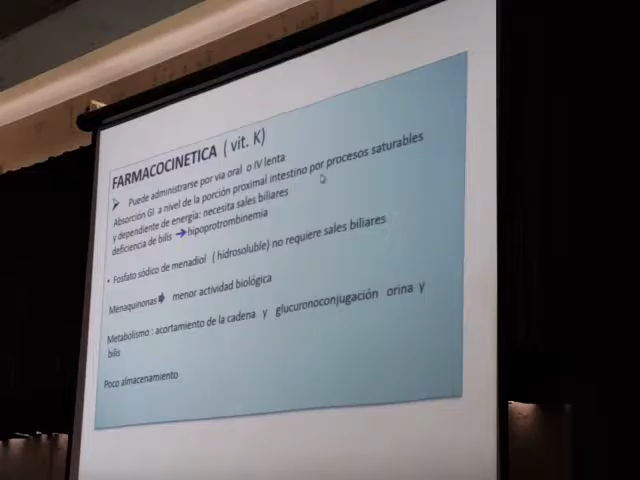 FARMACOCINETICA ( vit. K)
➢ Puede administrarse por via oral o IV lenta
Absorción GI a nivel de la porción proximal intestino por procesos saturables
y dependiente de energía: necesita sales biliares
deficiencia de bilis → hipoprotrombinemia
• Fosfato sódico de menadiol ( hidrosoluble) no requiere sales biliares
Menaquinonas → menor actividad biológica
Metabolismo : acortamiento de la cadena y glucuronoconjugación orina y
bilis
Poco almacenamiento